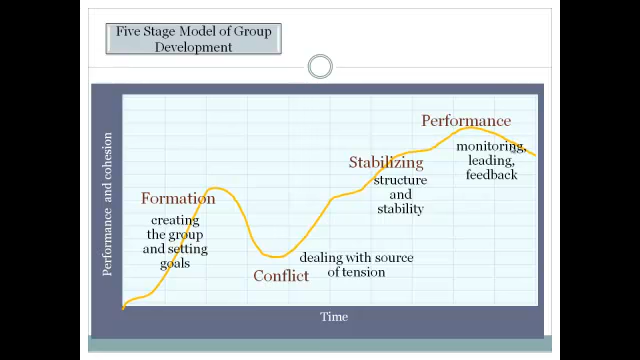 Five Stage Model of Group
Development
Performance
monitoring,
leading,
feedback
Stabilizing
structure
and
stability
Formation
creating
the group
and setting
goals
dealing with source
of tension
Conflict
Performance and cohesion
Time